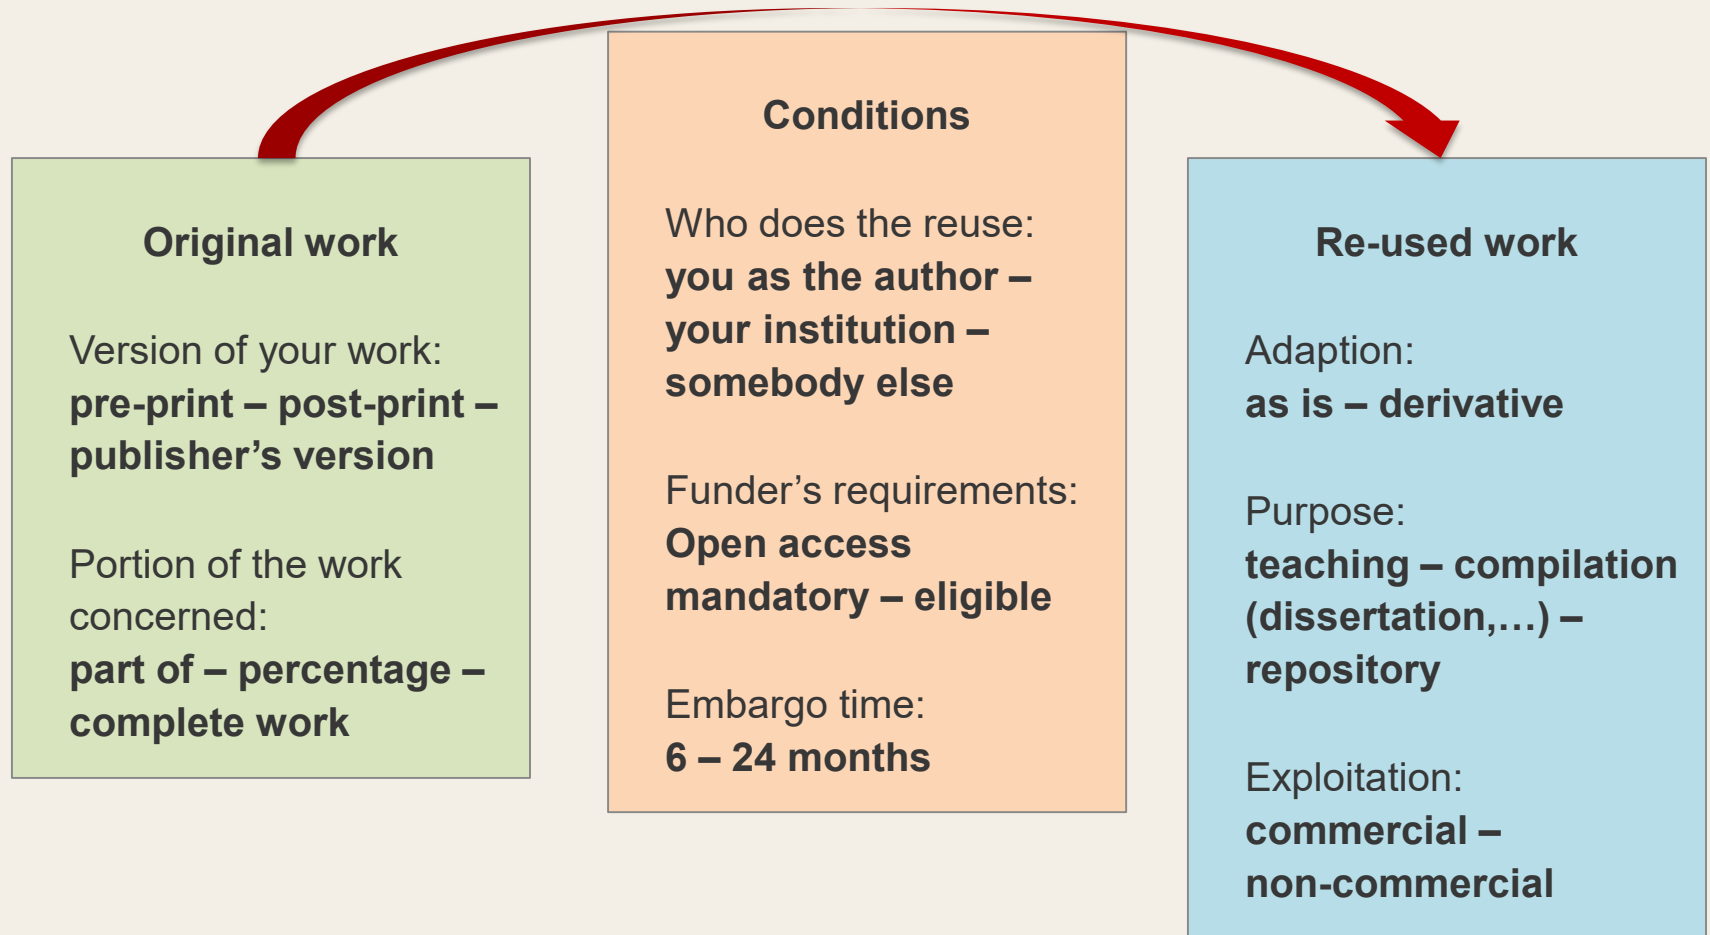 Original work
Version of your work:
pre-print – post-print –
publisher’s version
Portion of the work
concerned:
part of – percentage –
complete work
Conditions
Who does the reuse:
you as the author –
your institution –
somebody else
Funder’s requirements:
Open access
mandatory – eligible
Embargo time:
6 – 24 months
Re-used work
Adaption:
as is – derivative
Purpose:
teaching – compilation
(dissertation,…) –
repository
Exploitation:
commercial –
non-commercial